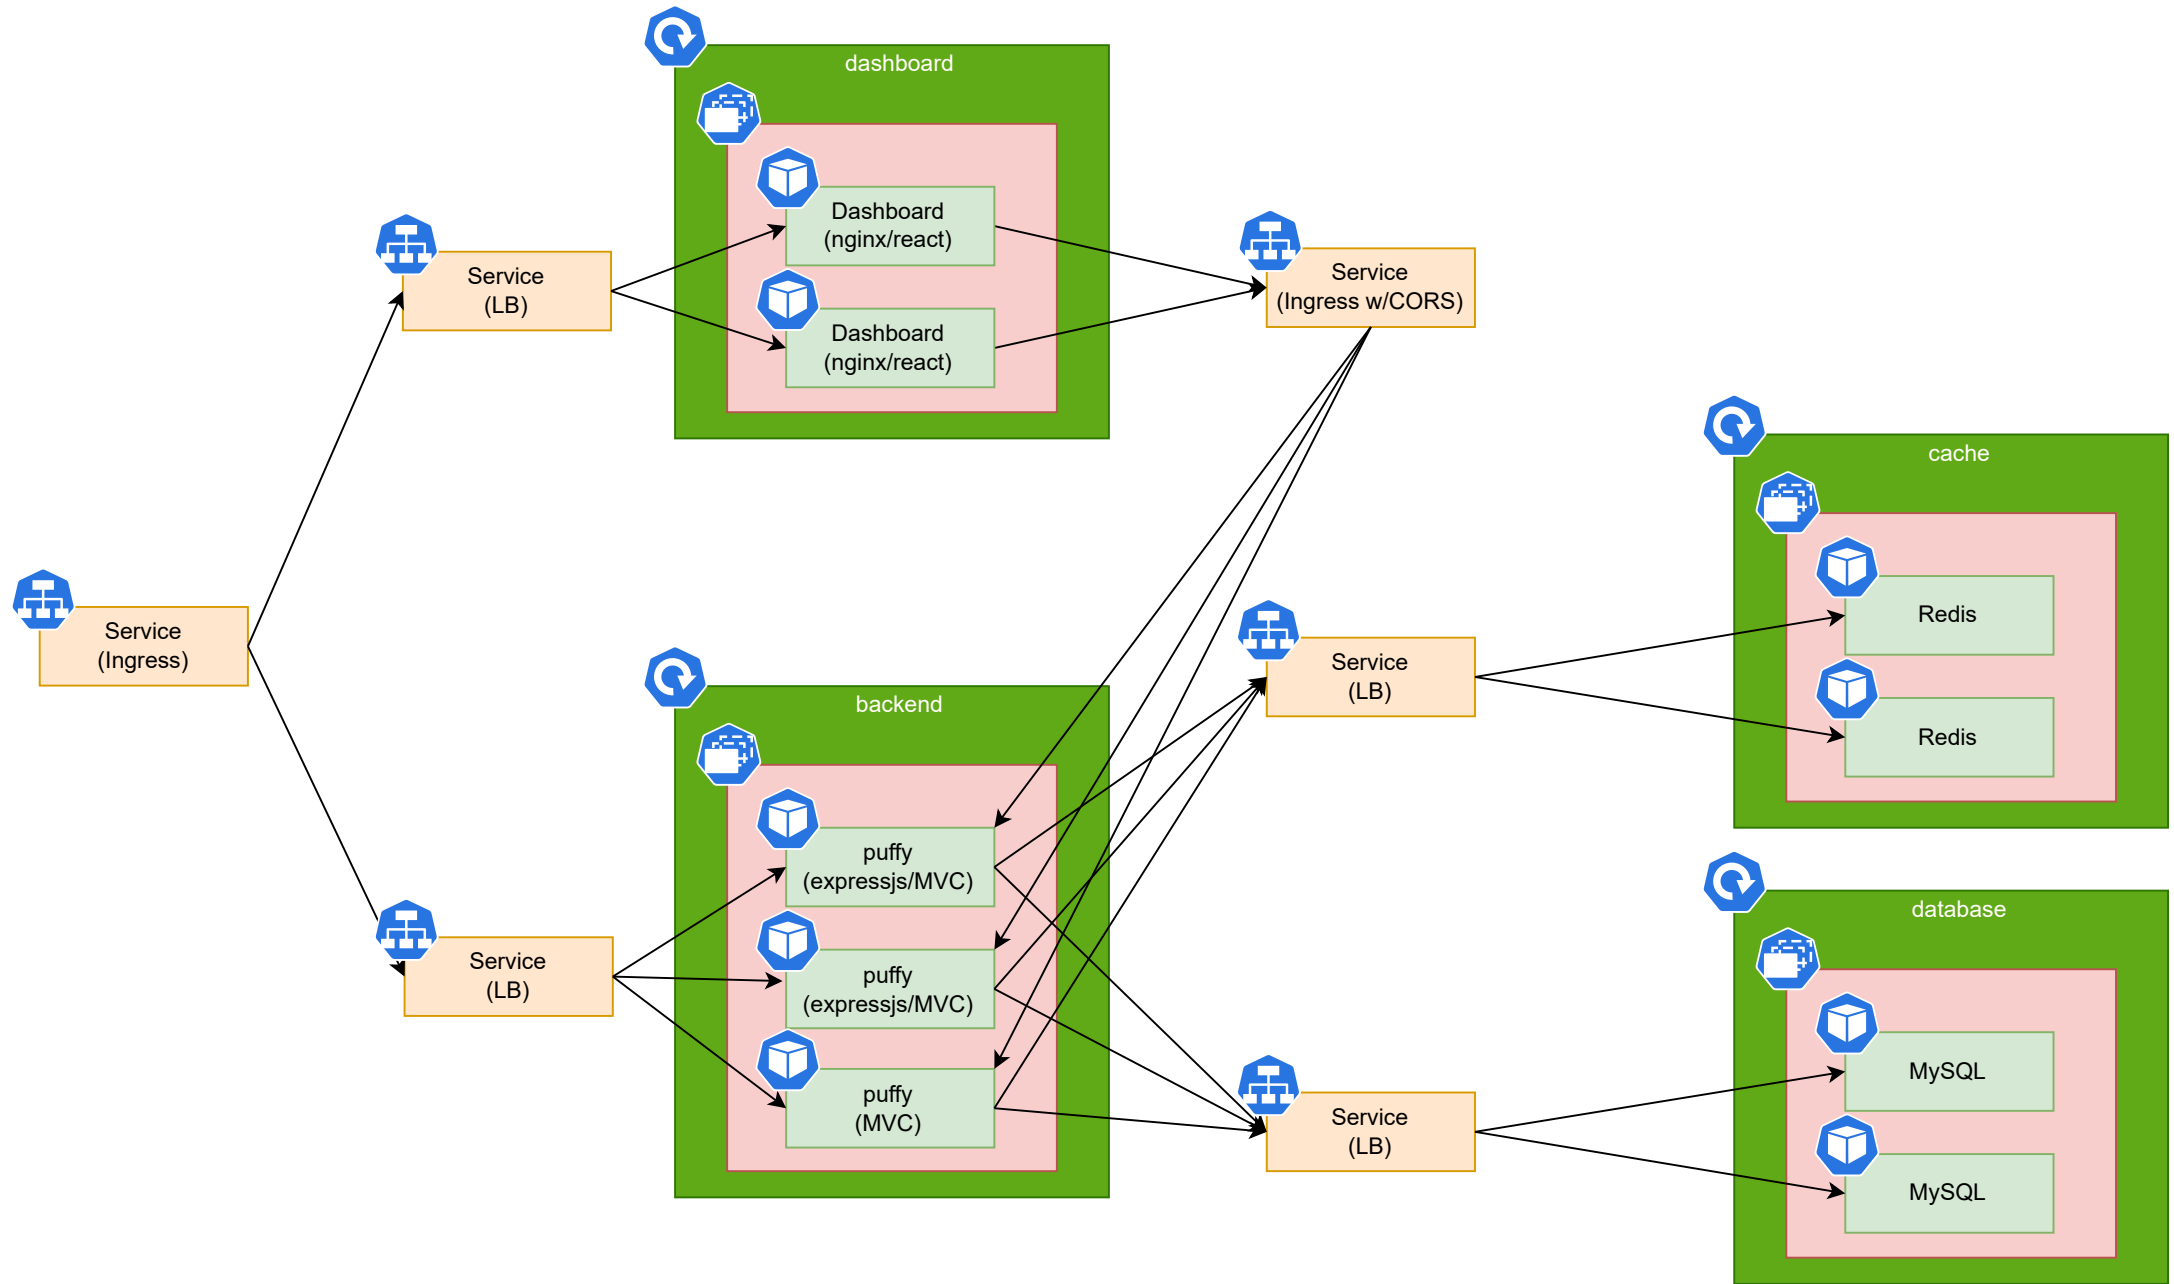 dashboard
Dashboard
(nginx/react)
Dashboard
(nginx/react)
Service
(LB)
Service
(Ingress w/CORS)
Service
(Ingress)
Service
(LB)
backend
puffy
(expressjs/MVC)
puffy
(expressjs/MVC)
puffy
(MVC)
Service
(LB)
Service
(LB)
cache
Redis
Redis
database
MySQL
MySQL